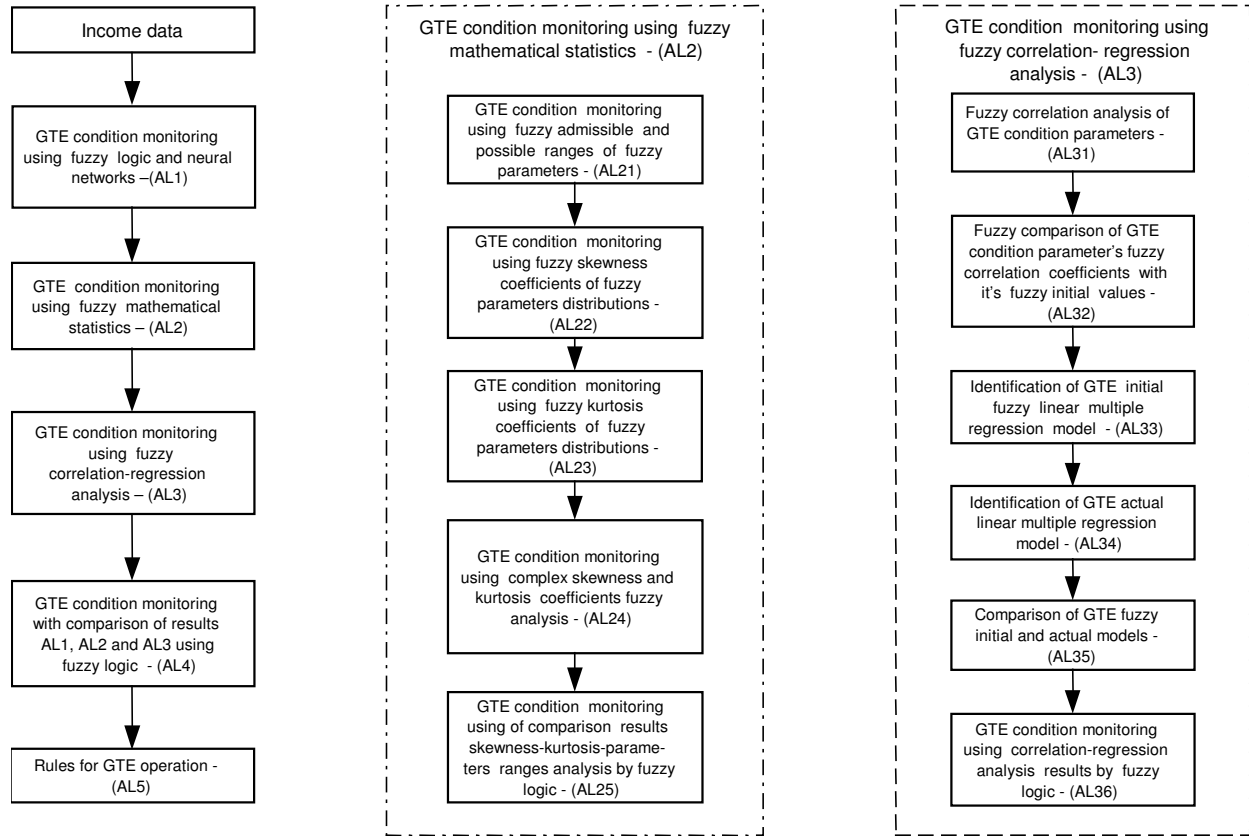 Income data
GTE condition monitoring
using fuzzy logic and neural
networks –(AL1)
GTE condition monitoring
using fuzzy mathematical
statistics – (AL2)
GTE condition monitoring
using fuzzy
correlation-regression
analysis – (AL3)
GTE condition monitoring
with comparison of results
AL1, AL2 and AL3 using
fuzzy logic - (AL4)
Rules for GTE operation -
(AL5)
GTE condition monitoring using fuzzy
mathematical statistics - (AL2)
GTE condition monitoring
using fuzzy admissible and
possible ranges of fuzzy
parameters - (AL21)
GTE condition monitoring
using fuzzy skewness
coefficients of fuzzy
parameters distributions -
(AL22)
GTE condition monitoring
using fuzzy kurtosis
coefficients of fuzzy
parameters distributions -
(AL23)
GTE condition monitoring
using complex skewness and
kurtosis coefficients fuzzy
analysis - (AL24)
GTE condition monitoring
using of comparison results
skewness-kurtosis-parame-
ters ranges analysis by fuzzy
logic - (AL25)
GTE condition monitoring using
fuzzy correlation- regression
analysis - (AL3)
Fuzzy correlation analysis of
GTE condition parameters -
(AL31)
Fuzzy comparison of GTE
condition parameter's fuzzy
correlation coefficients with
it's fuzzy initial values -
(AL32)
Identification of GTE initial
fuzzy linear multiple
regression model - (AL33)
Identification of GTE actual
linear multiple regression
model - (AL34)
Comparison of GTE fuzzy
initial and actual models -
(AL35)
GTE condition monitoring
using correlation-regression
analysis results by fuzzy
logic - (AL36)